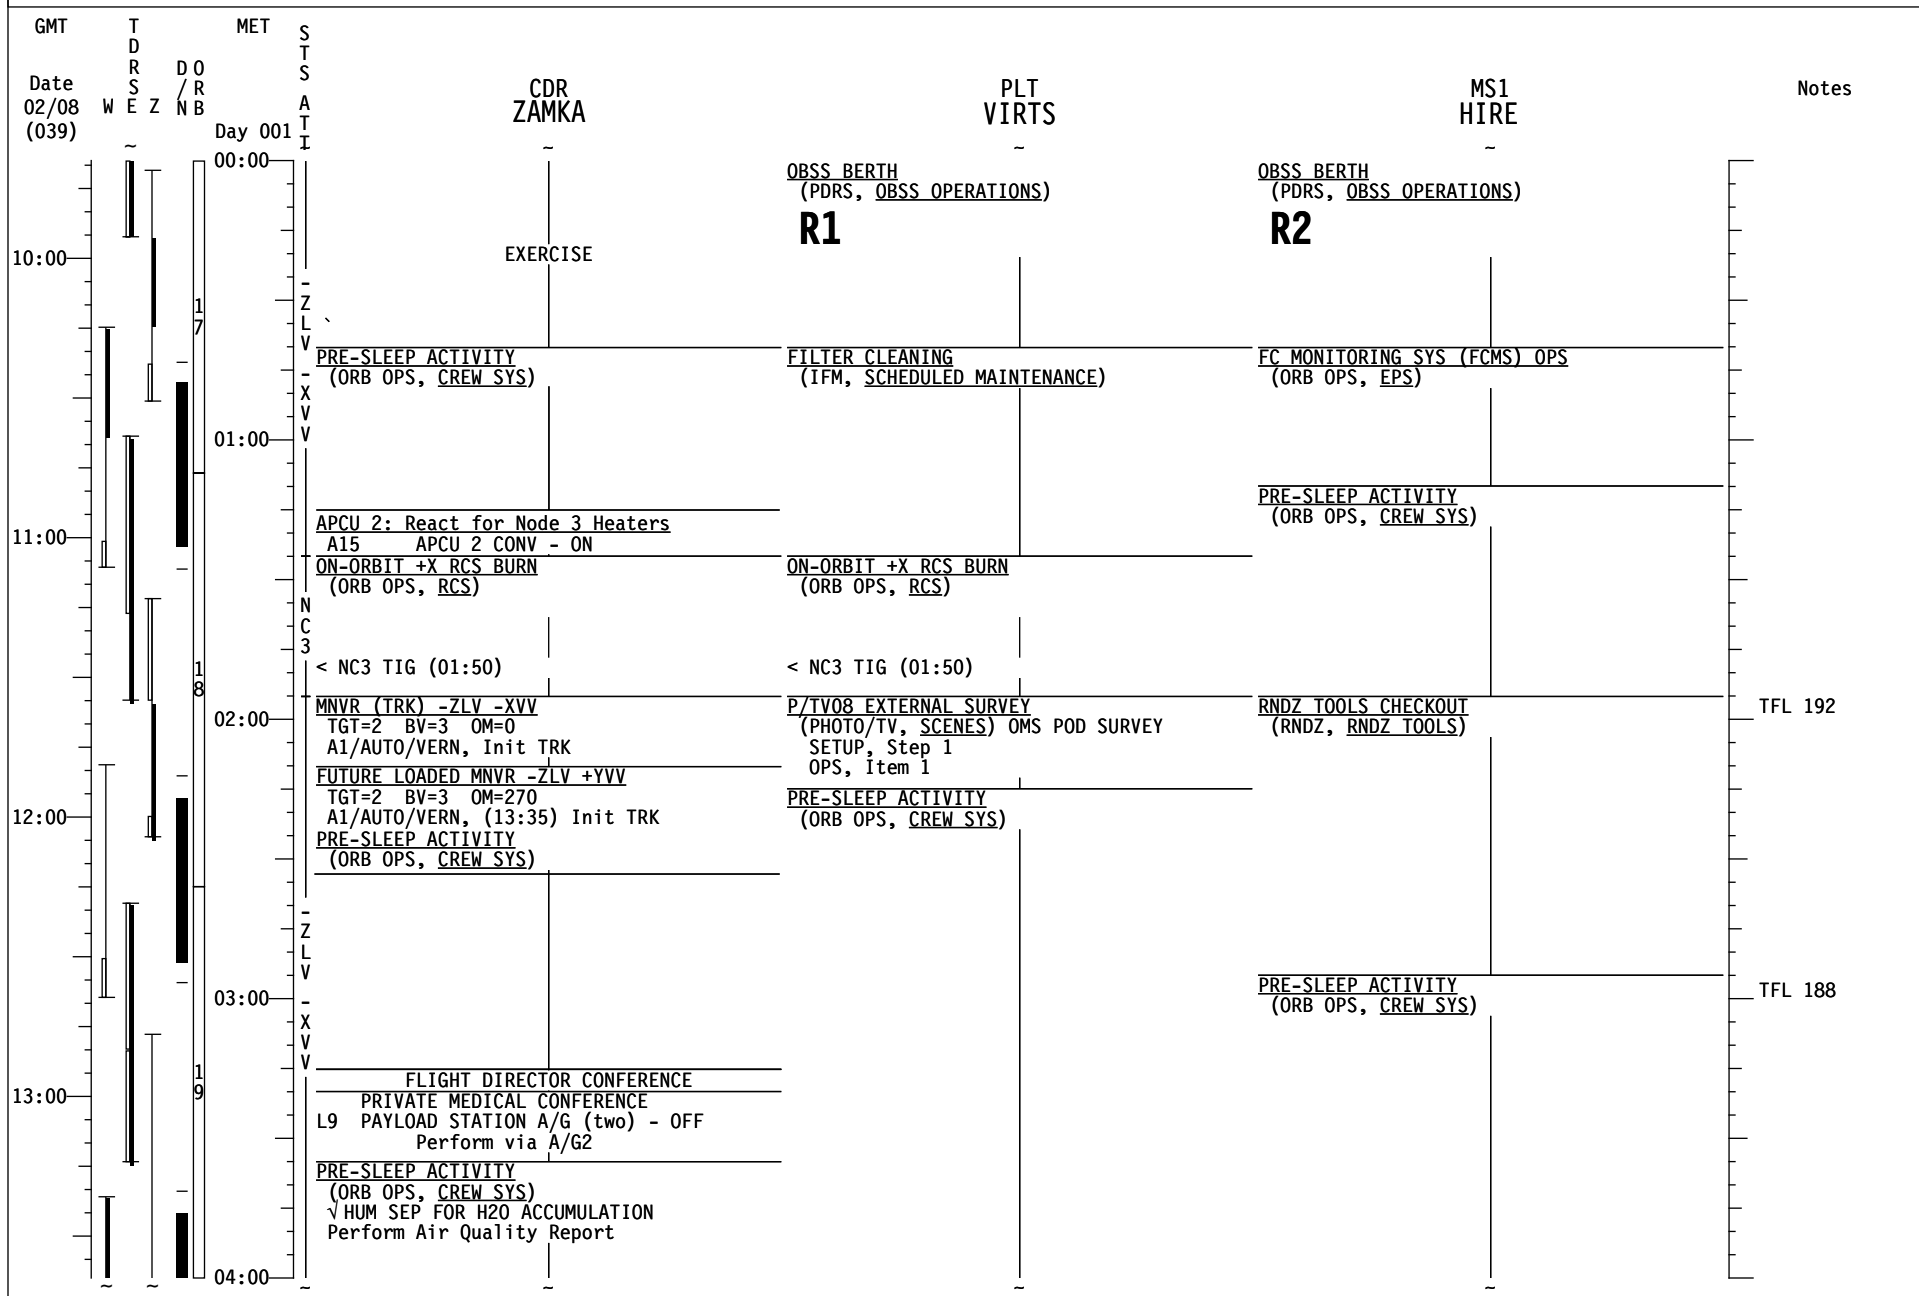 GMT
Date
02/08
(039)
TDRS
W E Z
D/N
ORB
MET
Day 001
STS ATT
CDR
ZAMKA
PLT
VIRTS
MS1
HIRE
Notes
10:00
11:00
12:00
13:00
17
18
19
00:00
01:00
02:00
03:00
04:00
-ZLV -XVV
NC3
-ZLV -XVV
EXERCISE
PRE-SLEEP ACTIVITY
(ORB OPS, CREW SYS)
APCU 2: React for Node 3 Heaters
A15 APCU 2 CONV - ON
ON-ORBIT +X RCS BURN
(ORB OPS, RCS)
< NC3 TIG (01:50)
MNVR (TRK) -ZLV -XVV
TGT=2 BV=3 OM=0
A1/AUTO/VERN, Init TRK
FUTURE LOADED MNVR -ZLV +YVV
TGT=2 BV=3 OM=270
A1/AUTO/VERN, (13:35) Init TRK
PRE-SLEEP ACTIVITY
(ORB OPS, CREW SYS)
FLIGHT DIRECTOR CONFERENCE
PRIVATE MEDICAL CONFERENCE
L9 PAYLOAD STATION A/G (two) - OFF
Perform via A/G2
PRE-SLEEP ACTIVITY
(ORB OPS, CREW SYS)
√ HUM SEP FOR H2O ACCUMULATION
Perform Air Quality Report
OBSS BERTH
(PDRS, OBSS OPERATIONS)
R1
FILTER CLEANING
(IFM, SCHEDULED MAINTENANCE)
ON-ORBIT +X RCS BURN
(ORB OPS, RCS)
< NC3 TIG (01:50)
P/TV08 EXTERNAL SURVEY
(PHOTO/TV, SCENES) OMS POD SURVEY
SETUP, Step 1
OPS, Item 1
PRE-SLEEP ACTIVITY
(ORB OPS, CREW SYS)
OBSS BERTH
(PDRS, OBSS OPERATIONS)
R2
FC MONITORING SYS (FCMS) OPS
(ORB OPS, EPS)
PRE-SLEEP ACTIVITY
(ORB OPS, CREW SYS)
RNDZ TOOLS CHECKOUT
(RNDZ, RNDZ TOOLS)
PRE-SLEEP ACTIVITY
(ORB OPS, CREW SYS)
TFL 192
TFL 188